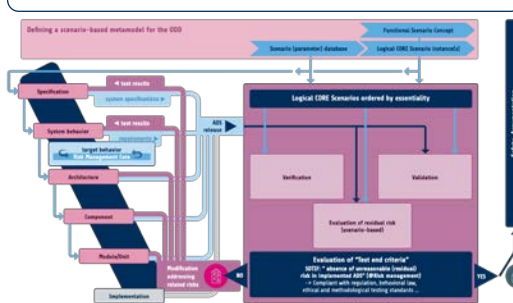 Defining a scenario-based metamodel for the ODD
Functional Scenario Concept
Scenario (parameter) database
Logical CORE Scenario instance(s)
Specification
test results
system specifications
System behavior
test results
requirements
ADS
release
target behavior
Risk Management Core
Architecture
Component
Module/Unit
Implementation
Modification
addressing
related risks
Logical CORE Scenarios ordered by essentiality
Verification
Validation
Evaluation of residual risk
(scenario-based)
NO
Evaluation of "Test and criteria"
SOTIF: " absence of unreasonable (residual)
risk in implemented ADS" (@Risk management)
-> Compliant with regulation, behavioral law,
ethical and methodological testing standards ...
YES